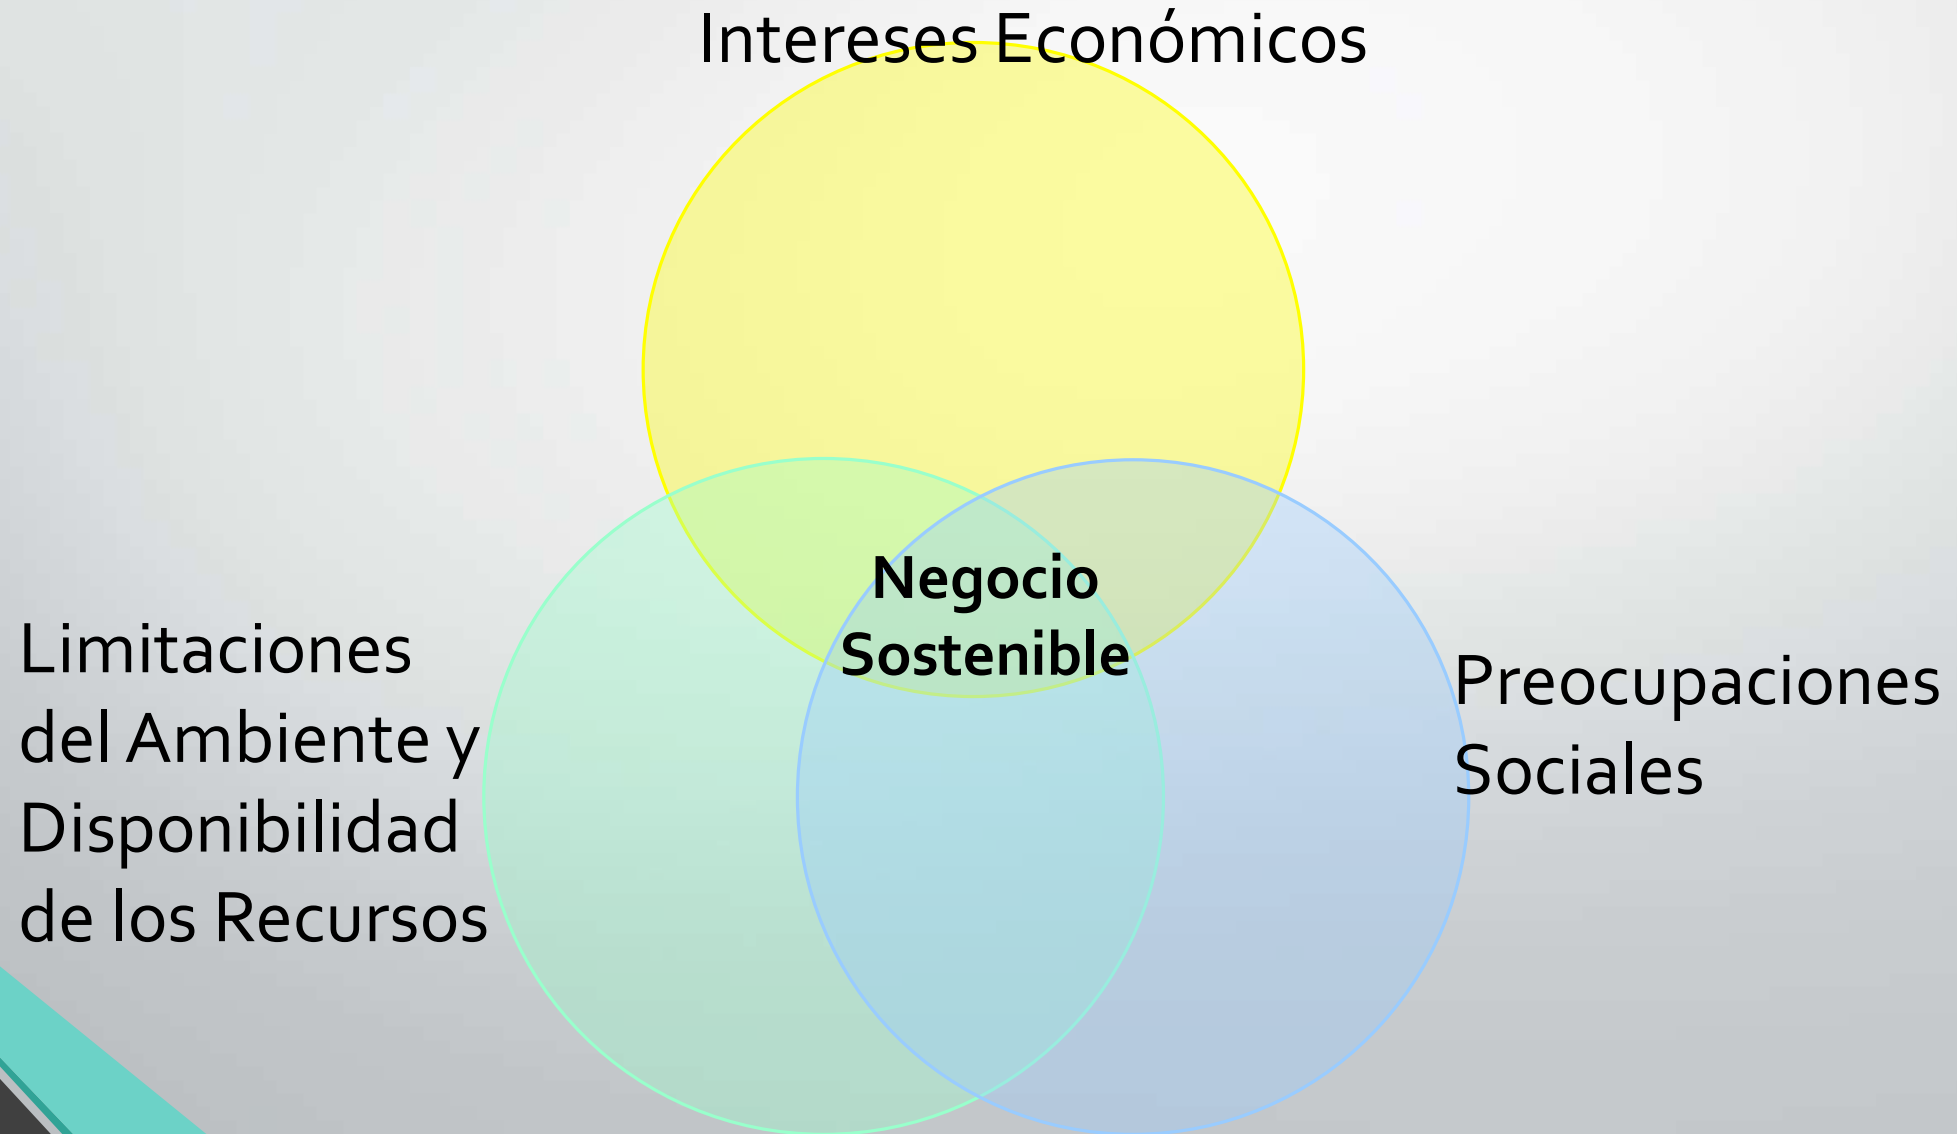 Intereses Económicos
Negocio
Sostenible
Limitaciones
del Ambiente y
Disponibilidad
de los Recursos
Preocupaciones
Sociales